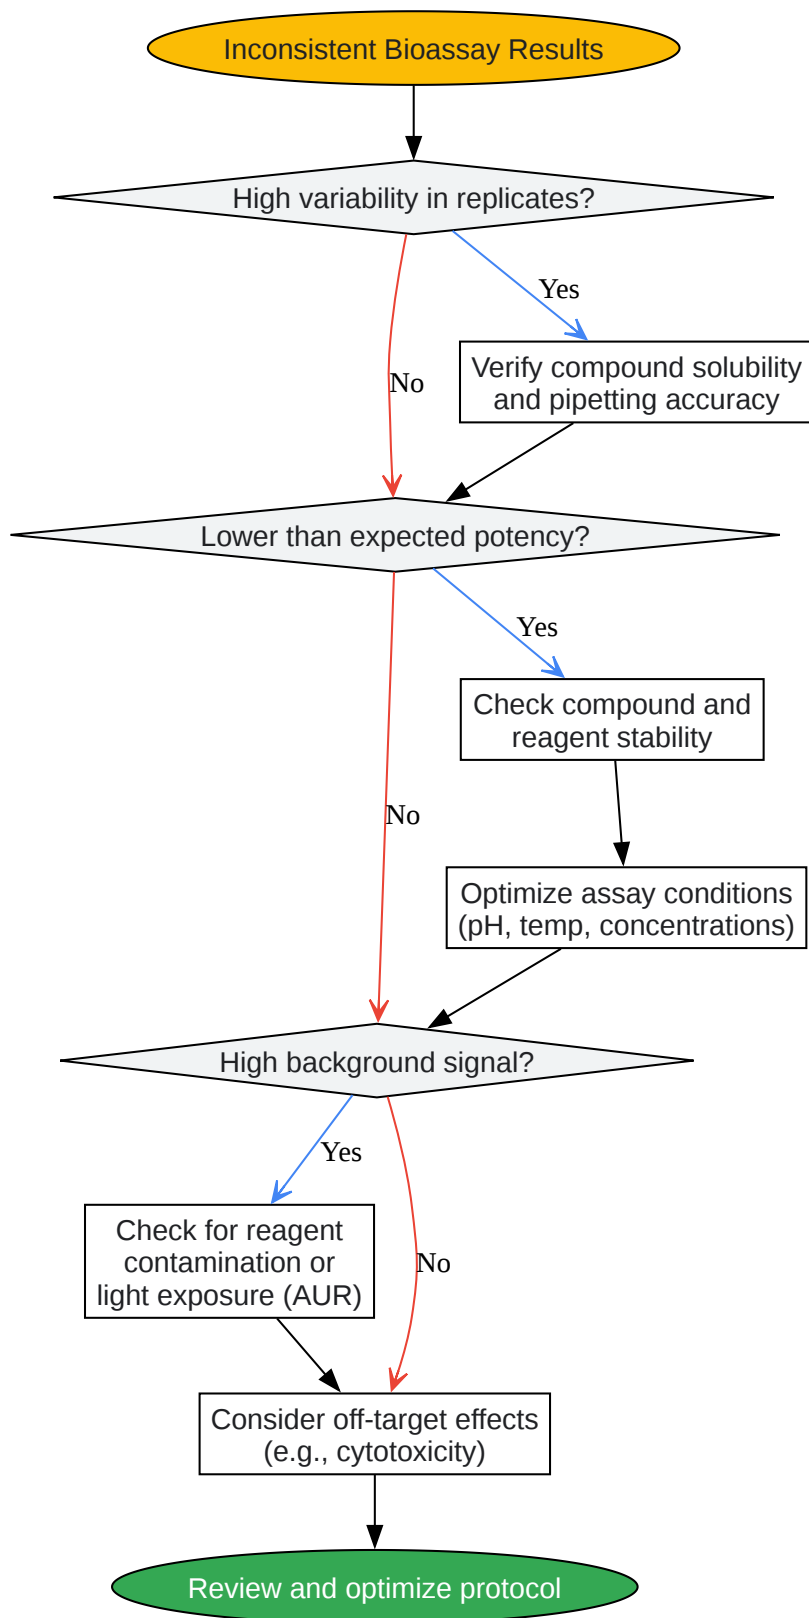 Inconsistent Bioassay Results
High variability in replicates?
Yes
Verify compound solubility
and pipetting accuracy
No
Lower than expected potency?
Yes
Check compound and
reagent stability
No
Optimize assay conditions
(pH, temp, concentrations)
High background signal?
Yes
Check for reagent
contamination or
light exposure (AUR)
No
Consider off-target effects
(e.g., cytotoxicity)
Review and optimize protocol